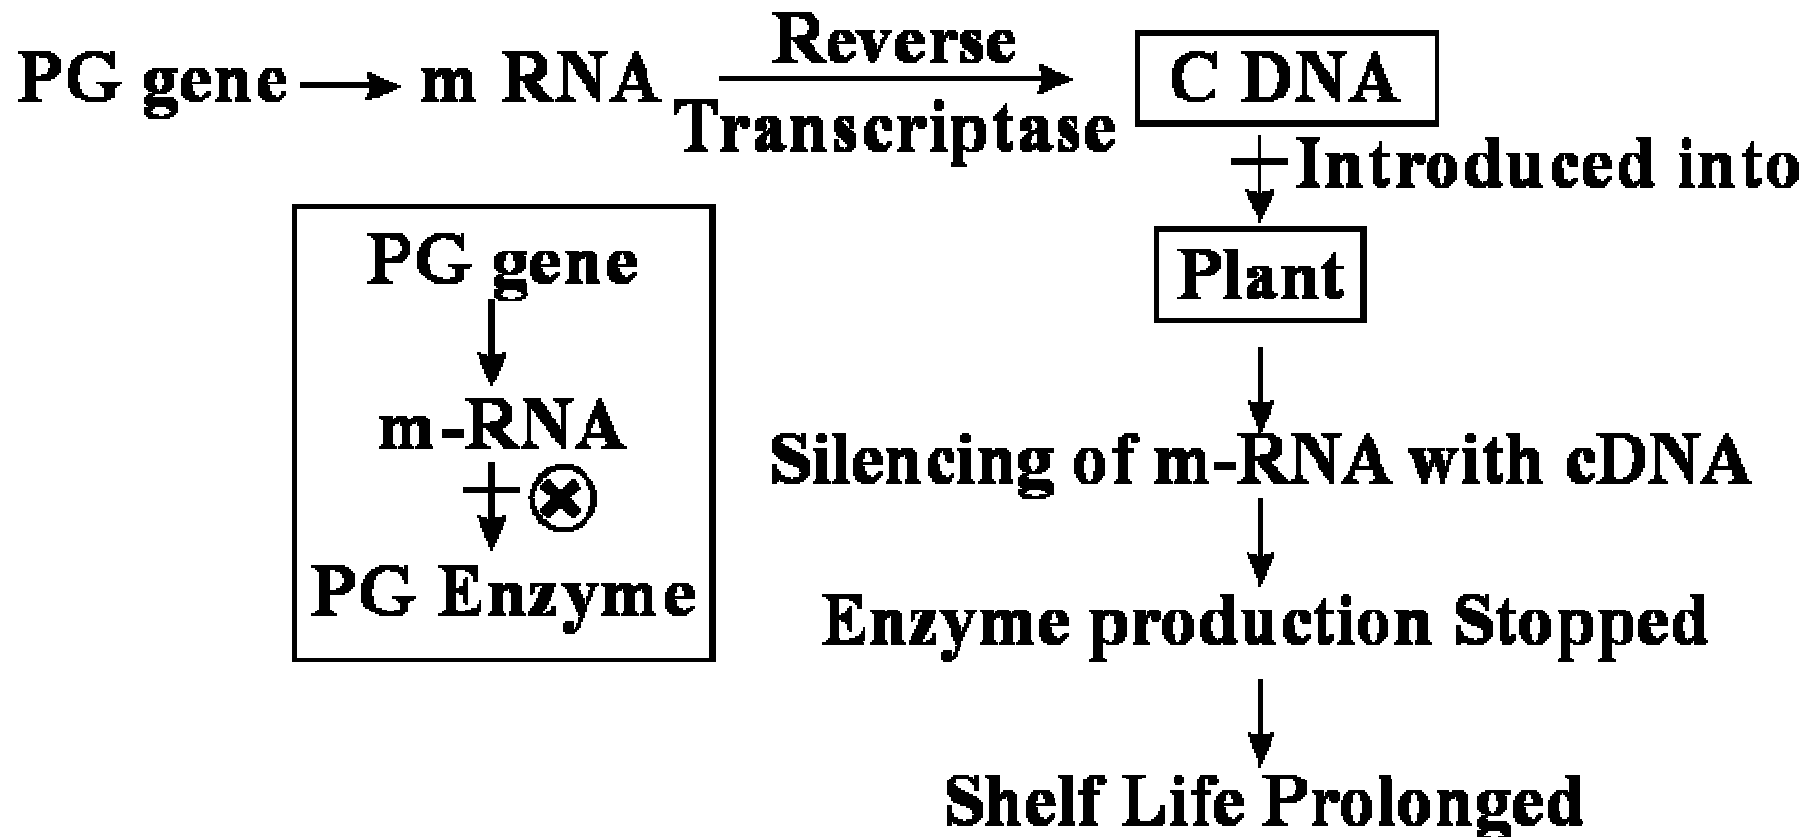 PG gene → m RNA Reverse Transcriptase C DNA
Introduced into
Plant
Silencing of m-RNA with cDNA
Enzyme production Stopped
Shelf Life Prolonged
PG gene
m-RNA
PG Enzyme